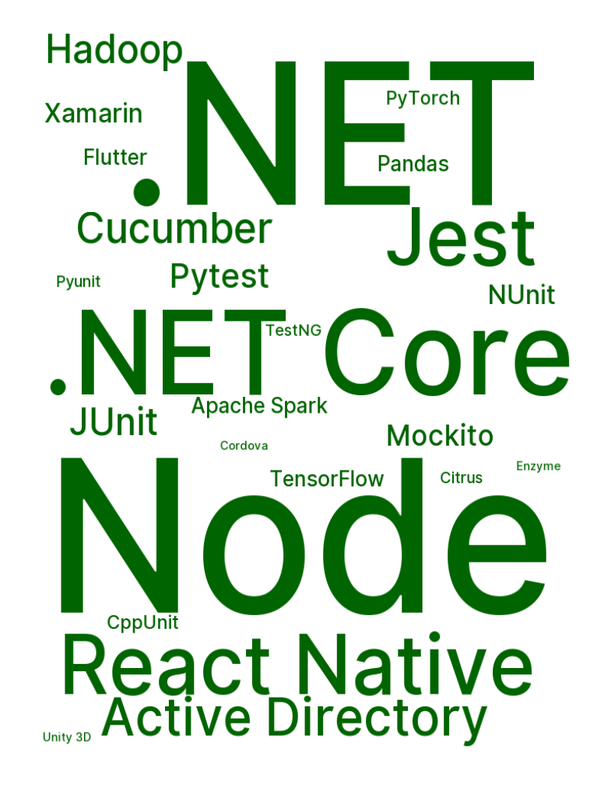 Hadoop
.NET
PyTorch
Xamarin
Flutter
Pandas
Cucumber
Jest
Pytest
Pyunit
NUnit
.NET Core
TestNG
Apache Spark
JUnit
Mockito
Cordova
Enzyme
TensorFlow
Citrus
Node
CppUnit
React Native
Active Directory
Unity 3D